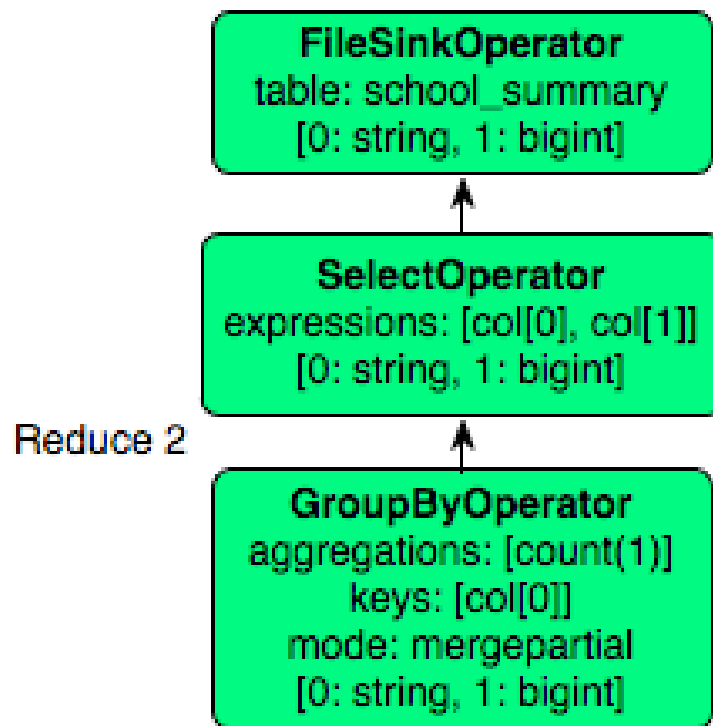 FileSinkOperator
table: school_summary
[0: string, 1: bigint]
SelectOperator
expressions: [col[0], col[1]]
[0: string, 1: bigint]
Reduce 2
GroupByOperator
aggregations: [count(1)]
keys: [col[0]]
mode: mergepartial
[0: string, 1: bigint]